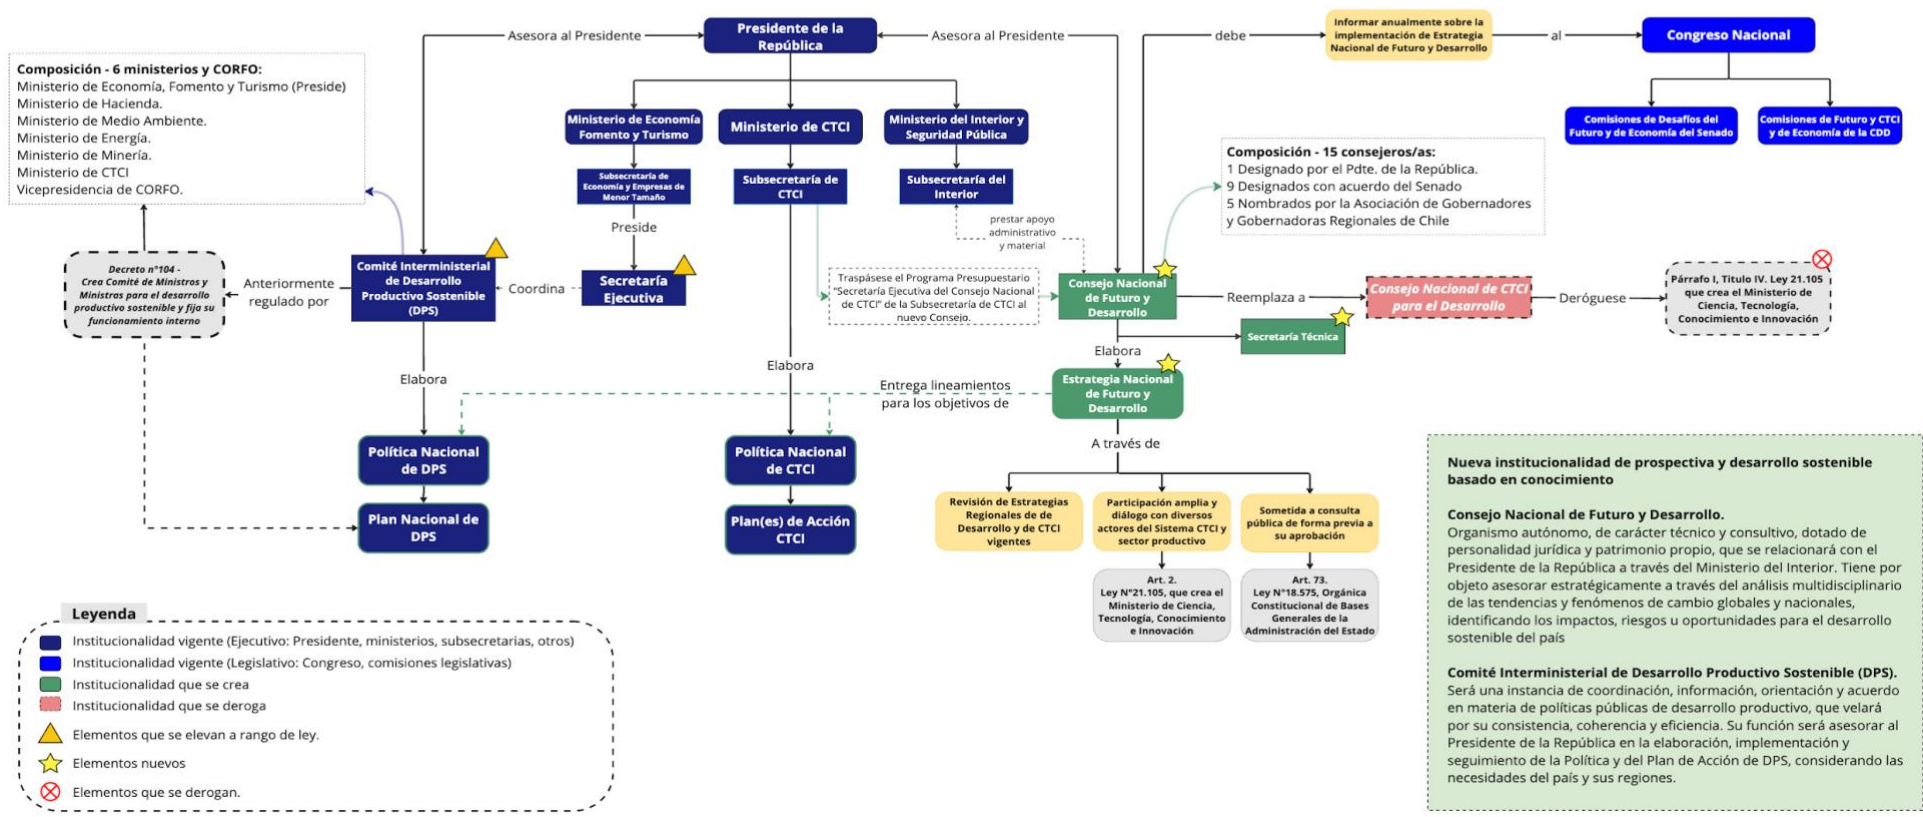 Presidente de la
República
Asesora al Presidente
Asesora al Presidente
debe
Informar anualmente sobre la
implementación de Estrategia
Nacional de Futuro y Desarrollo
al
Congreso Nacional
Comisiones de Desafíos del
Futuro y de Economía del Senado
Comisiones de Futuro y CTCI
y de Economía de la CDD
Composición - 6 ministerios y CORFO:
Ministerio de Economía, Fomento y Turismo (Preside)
Ministerio de Hacienda.
Ministerio de Medio Ambiente.
Ministerio de Energía.
Ministerio de Minería.
Ministerio de CTCI
Vicepresidencia de CORFO.
Ministerio de Economía
Fomento y Turismo
Ministerio de CTCI
Ministerio del Interior y
Seguridad Pública
Subsecretaría de
Economía y Empresas de
Menor Tamaño
Subsecretaría de
CTCI
Subsecretaría del
Interior
Composición - 15 consejeros/as:
1 Designado por el Pdte. de la República.
9 Designados con acuerdo del Senado
5 Nombrados por la Asociación de Gobernadores
y Gobernadoras Regionales de Chile
Preside
prestar apoyo
administrativo
y material
Decreto n°104 -
Crea Comité de Ministros y
Ministros para el desarrollo
productivo sostenible y fija su
funcionamiento interno
Anteriormente
regulado por
Comité Interministerial
de Desarrollo
Productivo Sostenible
(DPS)
Coordina
Secretaría
Ejecutiva
Traspásese el Programa Presupuestario
"Secretaría Ejecutiva del Consejo Nacional
de CTCI" de la Subsecretaría de CTCI al
nuevo Consejo.
Consejo Nacional
de Futuro y
Desarrollo
Reemplaza a
Consejo Nacional de CTCI
para el Desarrollo
Deróguese
Párrafo I, Titulo IV. Ley 21.105
que crea el Ministerio de
Ciencia, Tecnología,
Conocimiento e Innovación
Secretaría Técnica
Elabora
Elabora
Elabora
Estrategia Nacional
de Futuro y
Desarrollo
Entrega lineamientos
para los objetivos de
A través de
Política Nacional
de DPS
Política Nacional
de CTCI
Plan Nacional de
DPS
Plan(es) de Acción
CTCI
Revisión de Estrategias
Regionales de de
Desarrollo y de CTCI
vigentes
Participación amplia y
diálogo con diversos
actores del Sistema CTCI y
sector productivo
Sometida a consulta
pública de forma previa a
su aprobación
Art. 2.
Ley N°21.105, que crea el
Ministerio de Ciencia,
Tecnología, Conocimiento
e Innovación
Art. 73.
Ley N°18.575, Orgánica
Constitucional de Bases
Generales de la
Administración del Estado
Nueva institucionalidad de prospectiva y desarrollo sostenible
basado en conocimiento
Consejo Nacional de Futuro y Desarrollo.
Organismo autónomo, de carácter técnico y consultivo, dotado de
personalidad jurídica y patrimonio propio, que se relacionará con el
Presidente de la República a través del Ministerio del Interior. Tiene por
objeto asesorar estratégicamente a través del análisis multidisciplinario
de las tendencias y fenómenos de cambio globales y nacionales,
identificando los impactos, riesgos u oportunidades para el desarrollo
sostenible del país
Comité Interministerial de Desarrollo Productivo Sostenible (DPS).
Será una instancia de coordinación, información, orientación y acuerdo
en materia de políticas públicas de desarrollo productivo, que velará
por su consistencia, coherencia y eficiencia. Su función será asesorar al
Presidente de la República en la elaboración, implementación y
seguimiento de la Política y del Plan de Acción de DPS, considerando las
necesidades del país y sus regiones.
Leyenda
Institucionalidad vigente (Ejecutivo: Presidente, ministerios, subsecretarias, otros)
Institucionalidad vigente (Legislativo: Congreso, comisiones legislativas)
Institucionalidad que se crea
Institucionalidad que se deroga
Elementos que se elevan a rango de ley.
Elementos nuevos
Elementos que se derogan.